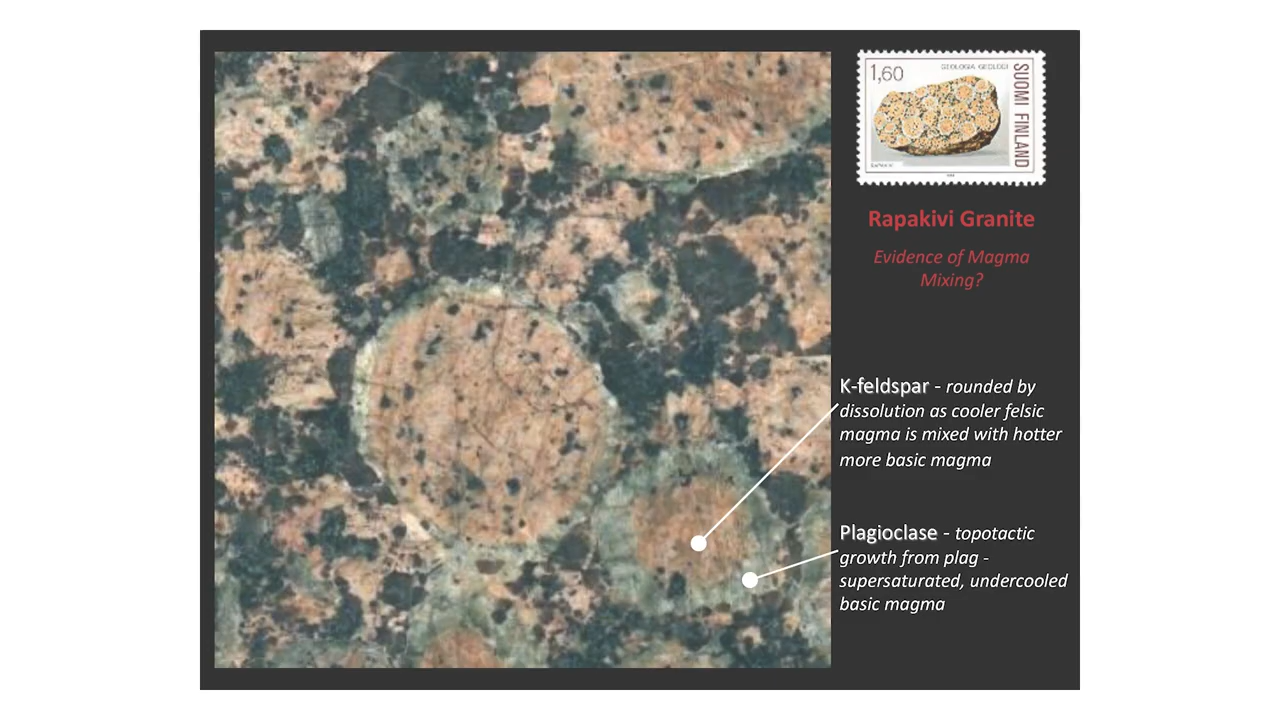 1,60
GEOLOGIA GEOLOGI
SUOMI FINLAND
Rapakivi Granite
Evidence of Magma
Mixing?
K-feldspar - rounded by
dissolution as cooler felsic
magma is mixed with hotter
more basic magma
Plagioclase - topotactic
growth from plag -
supersaturated, undercooled
basic magma